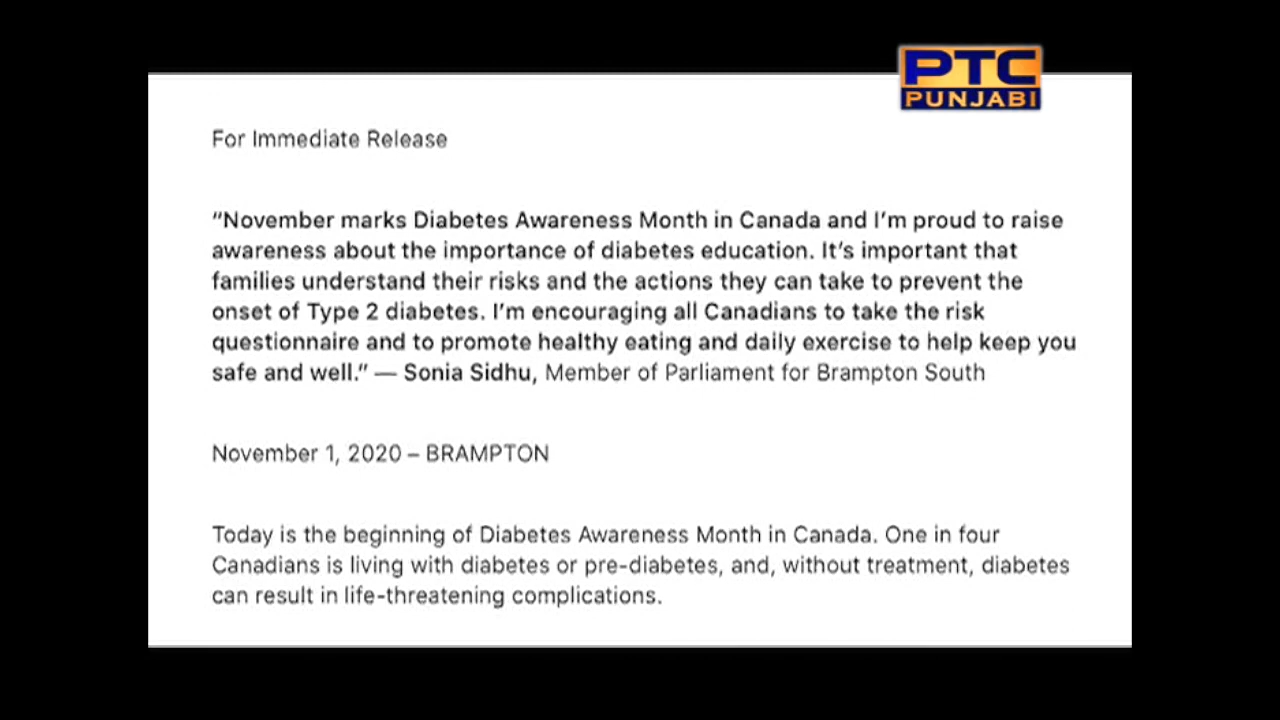 PTC
PUNJABI
For Immediate Release
“November marks Diabetes Awareness Month in Canada and I’m proud to raise
awareness about the importance of diabetes education. It’s important that
families understand their risks and the actions they can take to prevent the
onset of Type 2 diabetes. I’m encouraging all Canadians to take the risk
questionnaire and to promote healthy eating and daily exercise to help keep you
safe and well.” — Sonia Sidhu, Member of Parliament for Brampton South
November 1, 2020 – BRAMPTON
Today is the beginning of Diabetes Awareness Month in Canada. One in four
Canadians is living with diabetes or pre-diabetes, and, without treatment, diabetes
can result in life-threatening complications.